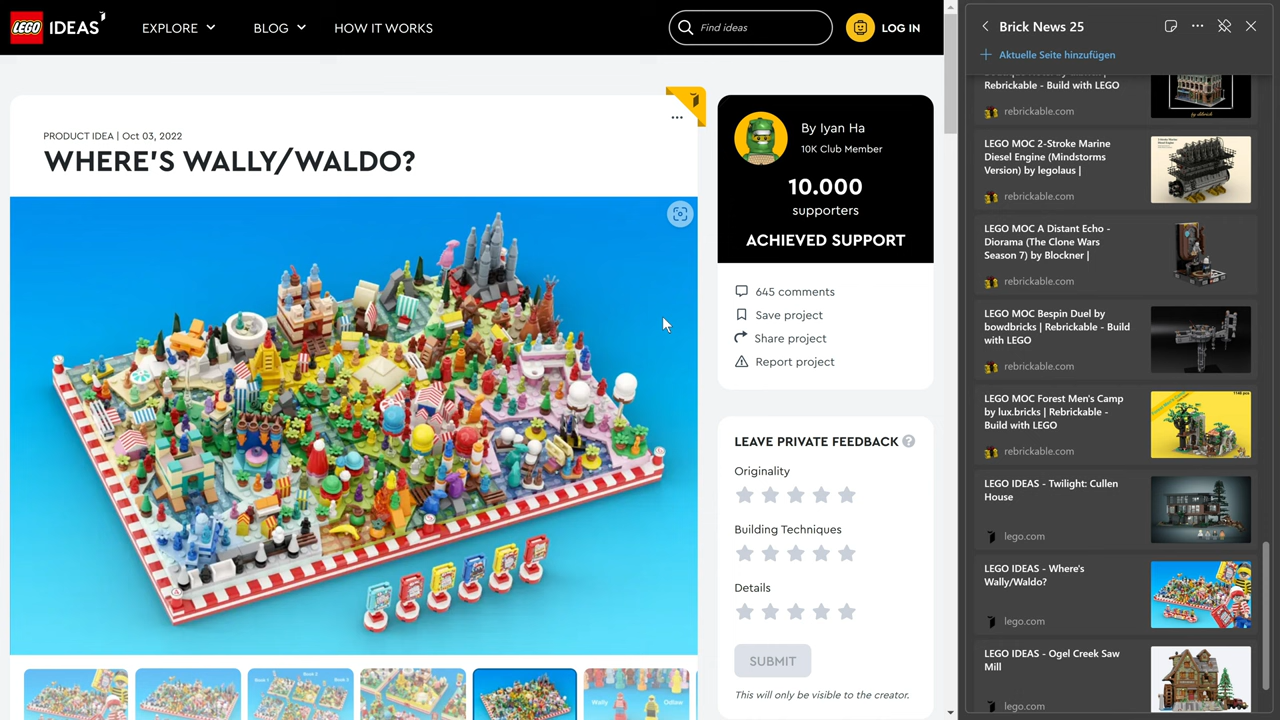 LEGO IDEAS
EXPLORE
BLOG
HOW IT WORKS
Find ideas
LOG IN
PRODUCT IDEA | Oct 03, 2022
WHERE'S WALLY/WALDO?
By Iyan Ha
10K Club Member
10.000
supporters
ACHIEVED SUPPORT
645 comments
Save project
Share project
Report project
LEAVE PRIVATE FEEDBACK
Originality
Building Techniques
Details
SUBMIT
This will only be visible to the creator.
Brick News 25
Aktuelle Seite hinzufügen
Rebrickable - Build with LEGO
rebrickable.com
LEGO MOC 2-Stroke Marine
Diesel Engine (Mindstorms
Version) by legolaus |
rebrickable.com
LEGO MOC A Distant Echo -
Diorama (The Clone Wars
Season 7) by Blockner |
rebrickable.com
LEGO MOC Bespin Duel by
bowdbricks | Rebrickable - Build
with LEGO
rebrickable.com
LEGO MOC Forest Men's Camp
by lux.bricks | Rebrickable -
Build with LEGO
rebrickable.com
LEGO IDEAS - Twilight: Cullen
House
lego.com
LEGO IDEAS - Where's
Wally/Waldo?
lego.com
LEGO IDEAS - Ogel Creek Saw
Mill
lego.com